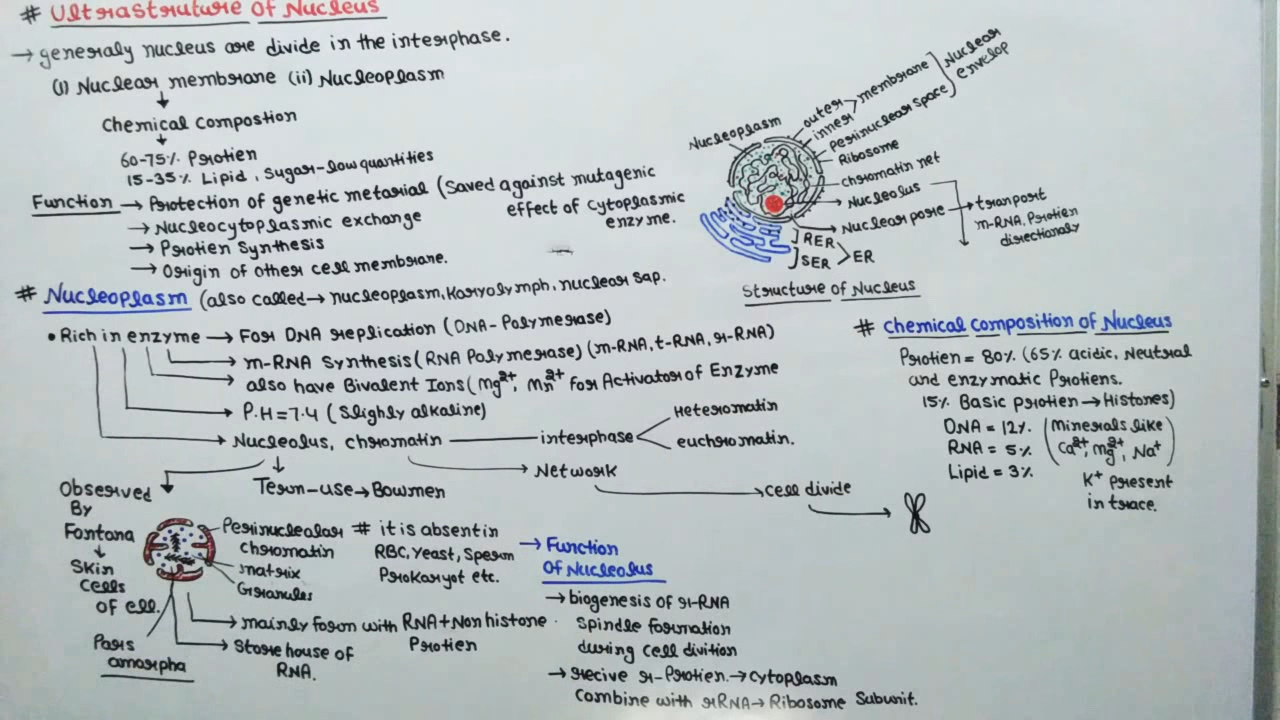 # Ultrastruture of Nucleus
→ generaly nucleus are divide in the interphase.
(i) Nuclear membrane (ii) Nucleoplasm
↓
Chemical Compostion
↓
60-75% Protien
15-35% Lipid, Sugar-low quantities
Function → Protection of genetic metarial (Saved against mutagenic
effect of cytoplasmic
enzyme.
→ Nucleocytoplasmic exchange
→ Protien Synthesis
→ Origin of other cell membrane.
Nucleoplasm
outer
inner
membrane
Perinuclear space
Nuclear
envelop
Ribosome
chromatin net
Nucleolus
Nuclear pore → tranport
m-RNA, Protien
directionaly
RER
SER
ER
Structure of Nucleus
# Nucleoplasm (also called → nucleoplasm, Karyolymph, nuclear sap.
• Rich in enzyme → For DNA replication (DNA-Polymerase)
→ m-RNA Synthesis (RNA Polymerase) (m-RNA, t-RNA, r-RNA)
→ also have Bivalent Ions (Mg2+, Mn2+ for Activator of Enzyme
→ P.H = 7.4 (Slighly alkaline)
→ Nucleolus, chromatin — interphase
Heteromatin
euchromatin.
→ Network
→ cell divide →
Term-use → Bowmen
Observed
By
Fontana
↓
Skin
Cells
of ell.
Perinuclealar
chromatin
matrix
Granules
Pars
amorpha
# it is absent in
RBC, Yeast, Sperm
Prokaryot etc.
→ mainly form with RNA+Non histone
Protien
→ Store house of
RNA.
→ Function
Of Nucleolus
→ biogenesis of r-RNA
Spindle formation
during cell divition
→ recive r-Protien → cytoplasm
Combine with rRNA → Ribosome Subunit.
# chemical composition of Nucleus
Protien = 80% (65% acidic, Neutral
and enzymatic Protiens.
15% Basic protien → Histones)
DNA = 12%
RNA = 5%
Lipid = 3%
(Minerals like
Ca2+, Mg2+, Na+)
K+ present
in trace.